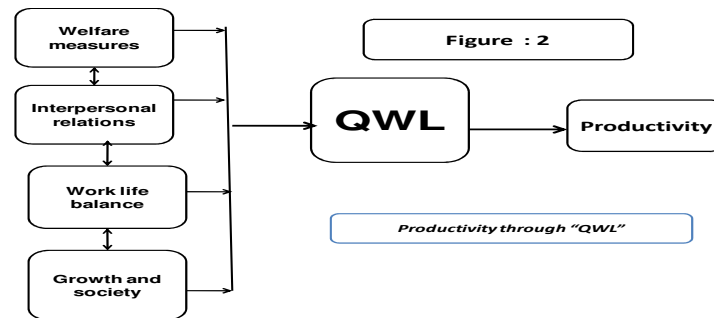 Welfare
measures
Figure : 2
Interpersonal
relations
QWL
Productivity
Work life
balance
Productivity through “QWL”
Growth and
society